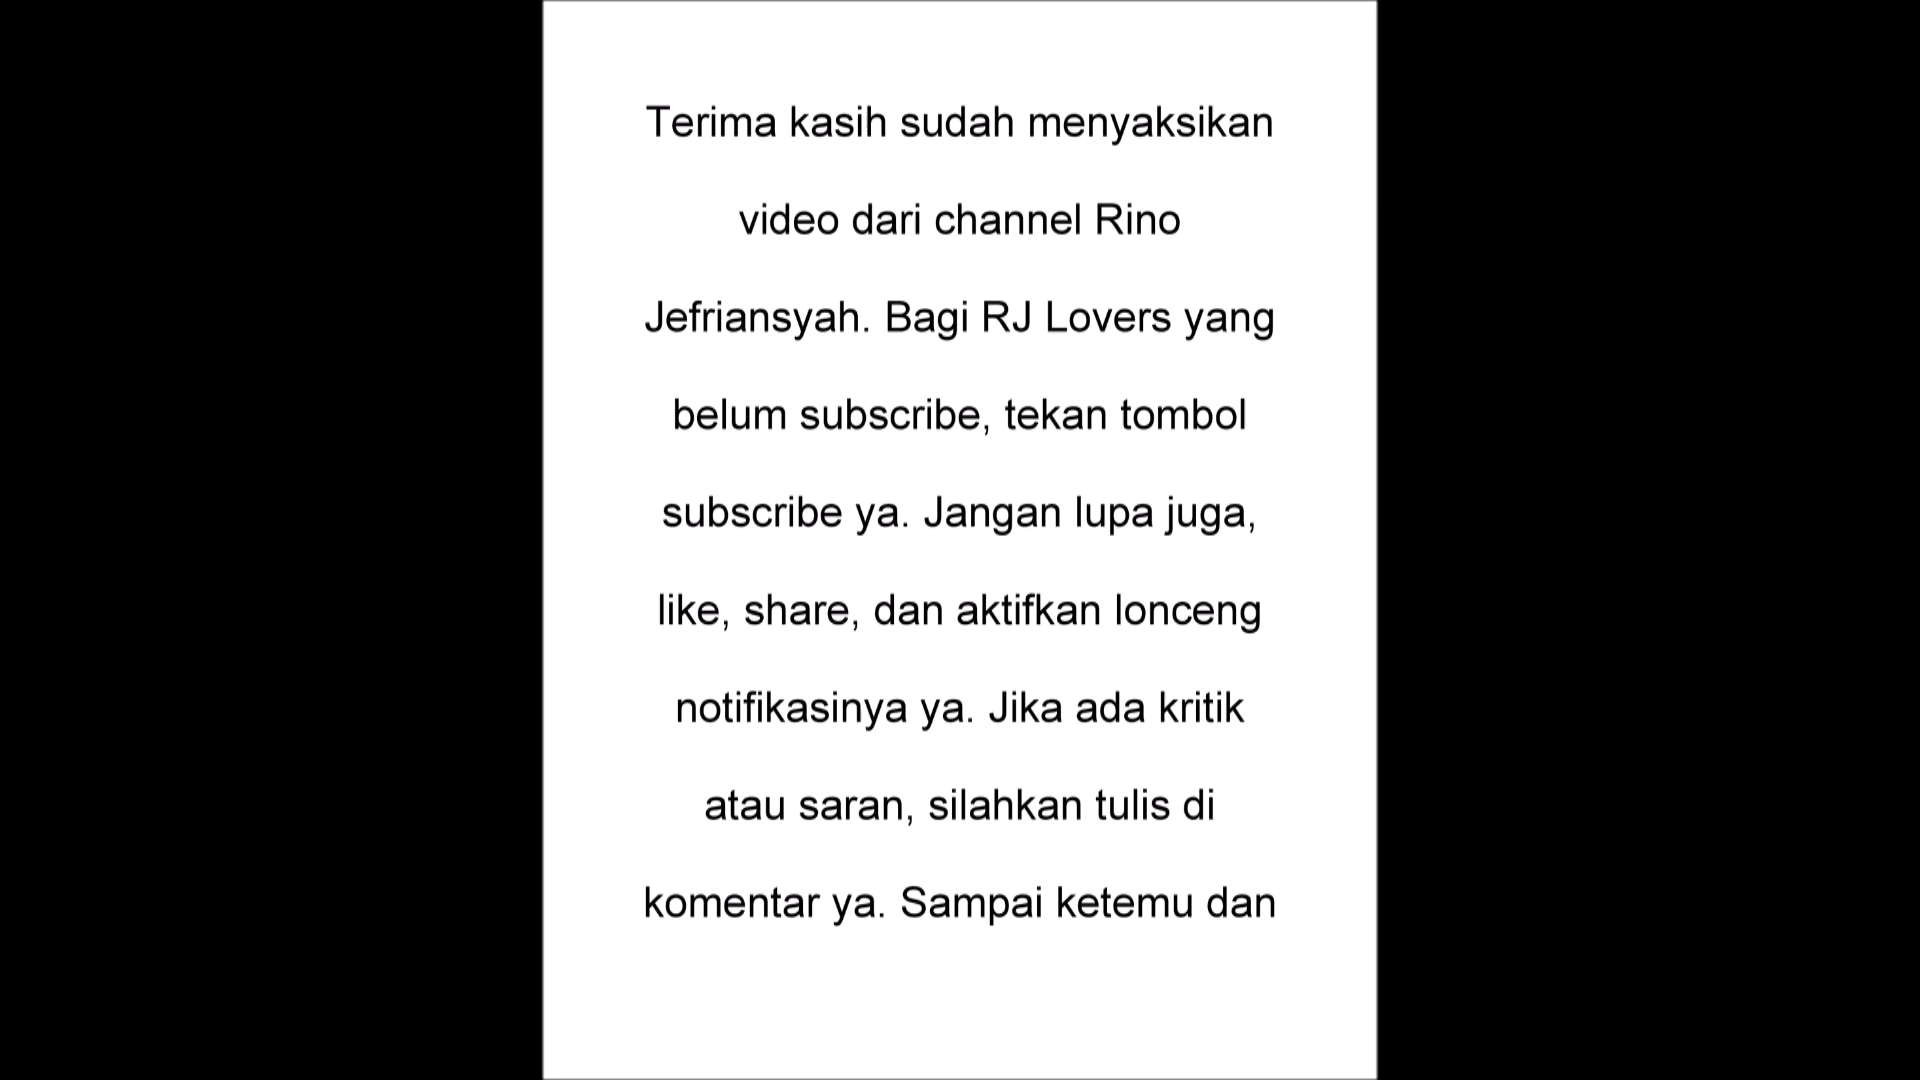 Terima kasih sudah menyaksikan
video dari channel Rino
Jefriansyah. Bagi RJ Lovers yang
belum subscribe, tekan tombol
subscribe ya. Jangan lupa juga,
like, share, dan aktifkan lonceng
notifikasinya ya. Jika ada kritik
atau saran, silahkan tulis di
komentar ya. Sampai ketemu dan